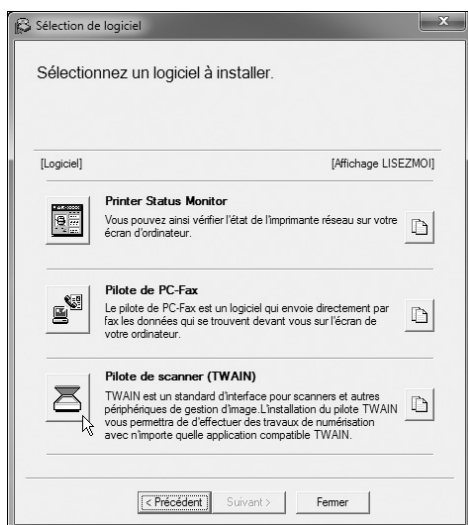 Sélection de logiciel
Sélectionnez un logiciel à installer.
[Logiciel] [Affichage LISEZMOI]
Printer Status Monitor
Vous pouvez ainsi vérifier l'état de l'imprimante réseau sur votre
écran d'ordinateur.
Pilote de PC-Fax
Le pilote de PC-Fax est un logiciel qui envoie directement par
fax les données qui se trouvent devant vous sur l'écran de
votre ordinateur.
Pilote de scanner (TWAIN)
TWAIN est un standard d'interface pour scanners et autres
périphériques de gestion d'image.L'installation du pilote TWAIN
vous permettra de d'effectuer des travaux de numérisation
avec n'importe quelle application compatible TWAIN.
< Précédent Suivant > Fermer